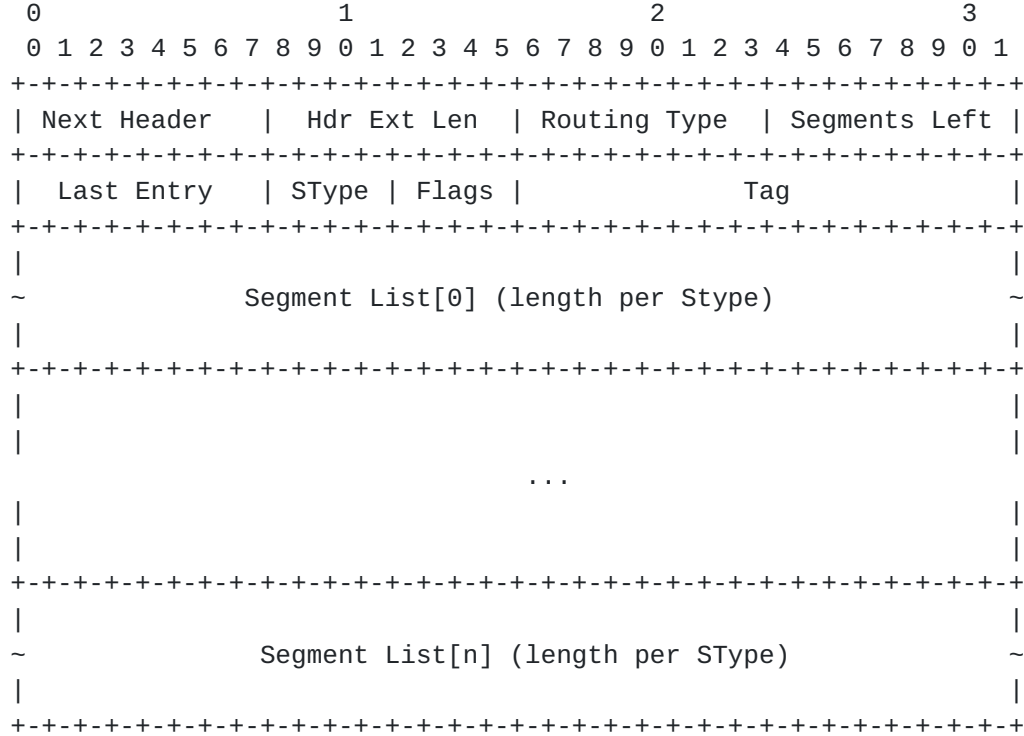 0                   1                   2                   3
 0 1 2 3 4 5 6 7 8 9 0 1 2 3 4 5 6 7 8 9 0 1 2 3 4 5 6 7 8 9 0 1
+-+-+-+-+-+-+-+-+-+-+-+-+-+-+-+-+-+-+-+-+-+-+-+-+-+-+-+-+-+-+-+-+
| Next Header   |  Hdr Ext Len  | Routing Type  | Segments Left |
+-+-+-+-+-+-+-+-+-+-+-+-+-+-+-+-+-+-+-+-+-+-+-+-+-+-+-+-+-+-+-+-+
|  Last Entry   | SType | Flags |              Tag              |
+-+-+-+-+-+-+-+-+-+-+-+-+-+-+-+-+-+-+-+-+-+-+-+-+-+-+-+-+-+-+-+-+
|                                                               |
~              Segment List[0] (length per Stype)               ~
|                                                               |
+-+-+-+-+-+-+-+-+-+-+-+-+-+-+-+-+-+-+-+-+-+-+-+-+-+-+-+-+-+-+-+-+
|                                                               |
|                                                               |
                                 ...
|                                                               |
|                                                               |
+-+-+-+-+-+-+-+-+-+-+-+-+-+-+-+-+-+-+-+-+-+-+-+-+-+-+-+-+-+-+-+-+
|                                                               |
~               Segment List[n] (length per SType)              ~
|                                                               |
+-+-+-+-+-+-+-+-+-+-+-+-+-+-+-+-+-+-+-+-+-+-+-+-+-+-+-+-+-+-+-+-+